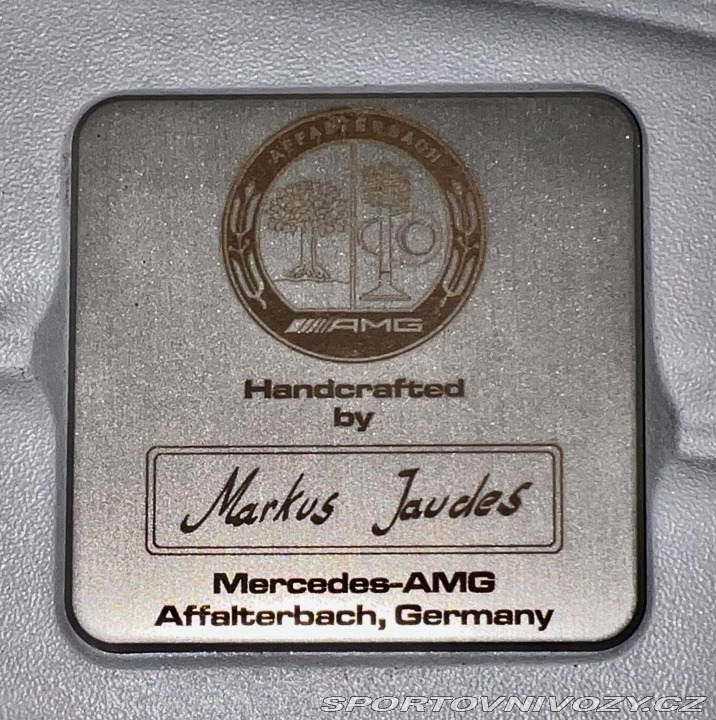 AFFALTERBACH
AMG
Handcrafted
by
Markus Jaudes
Mercedes-AMG
Affalterbach, Germany
SPORTOVNIVOZY.CZ